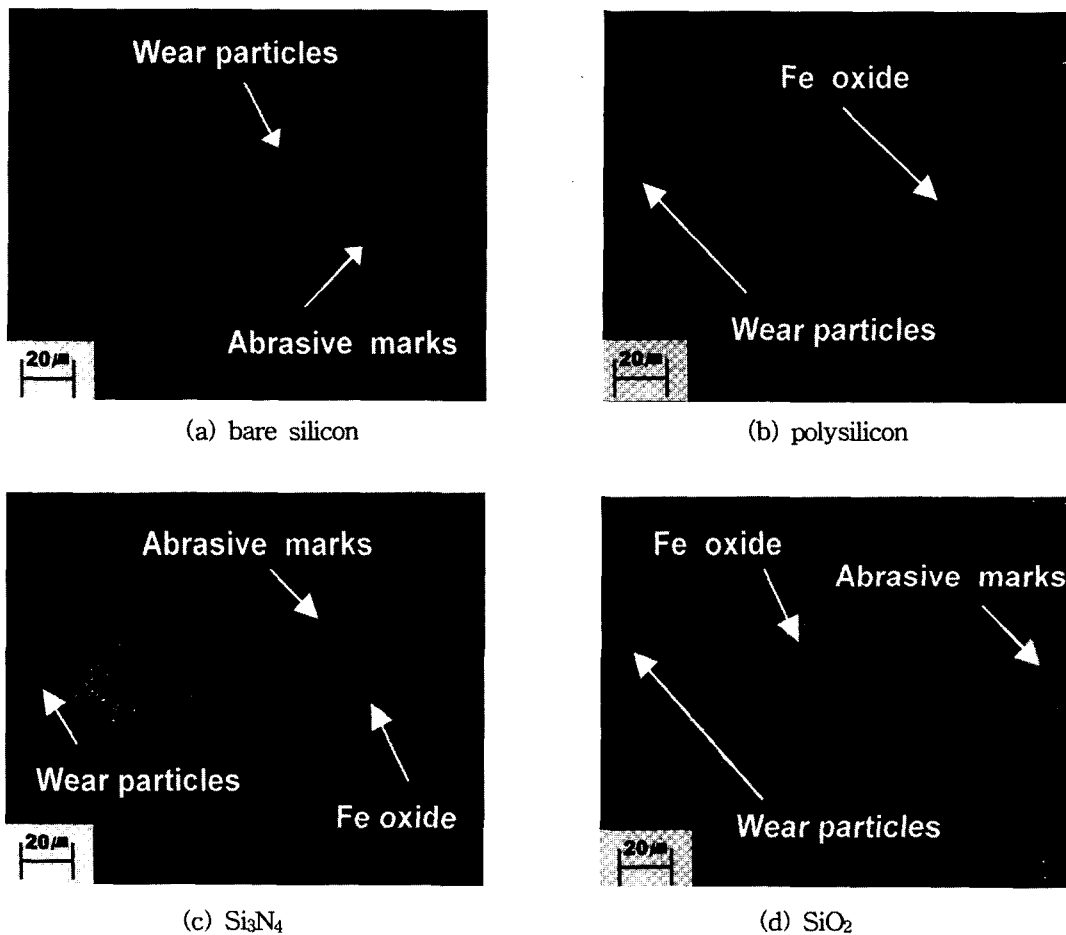 Wear particles
Abrasive marks
20㎛
(a) bare silicon
Fe oxide
Wear particles
20㎛
(b) polysilicon
Abrasive marks
Wear particles
Fe oxide
20㎛
(c) Si₃N₄
Fe oxide
Abrasive marks
Wear particles
20㎛
(d) SiO₂